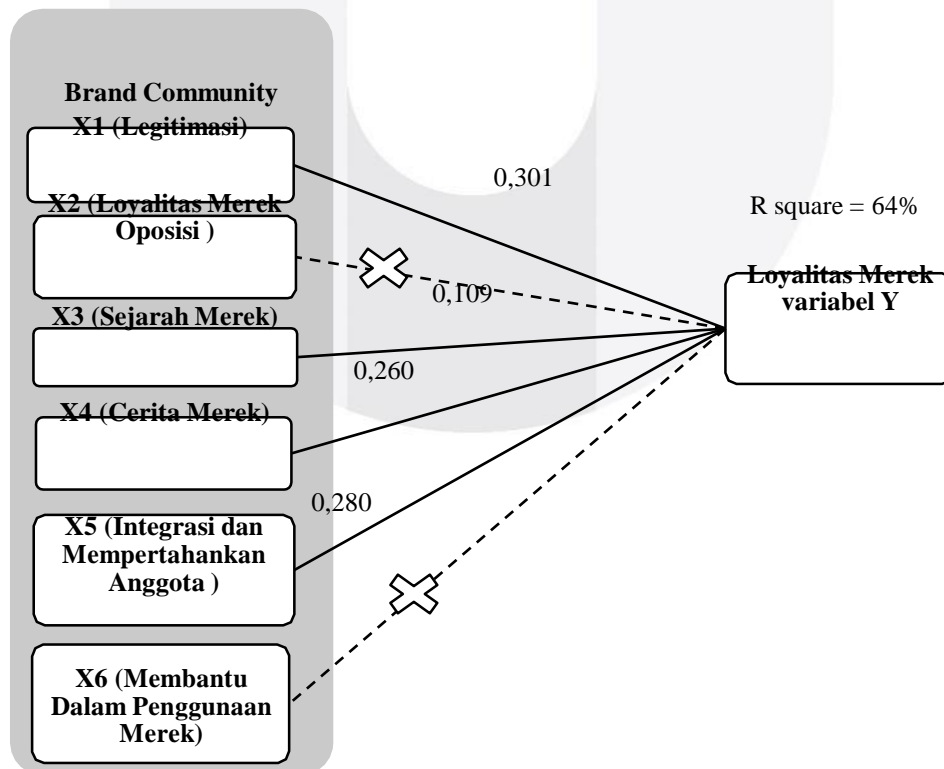 Brand Community
X1 (Legitimasi)
0,301
X2 (Loyalitas Merek
Oposisi )
R square = 64%
0,109
Loyalitas Merek
variabel Y
X3 (Sejarah Merek)
0,260
X4 (Cerita Merek)
0,280
X5 (Integrasi dan
Mempertahankan
Anggota )
X6 (Membantu
Dalam Penggunaan
Merek)